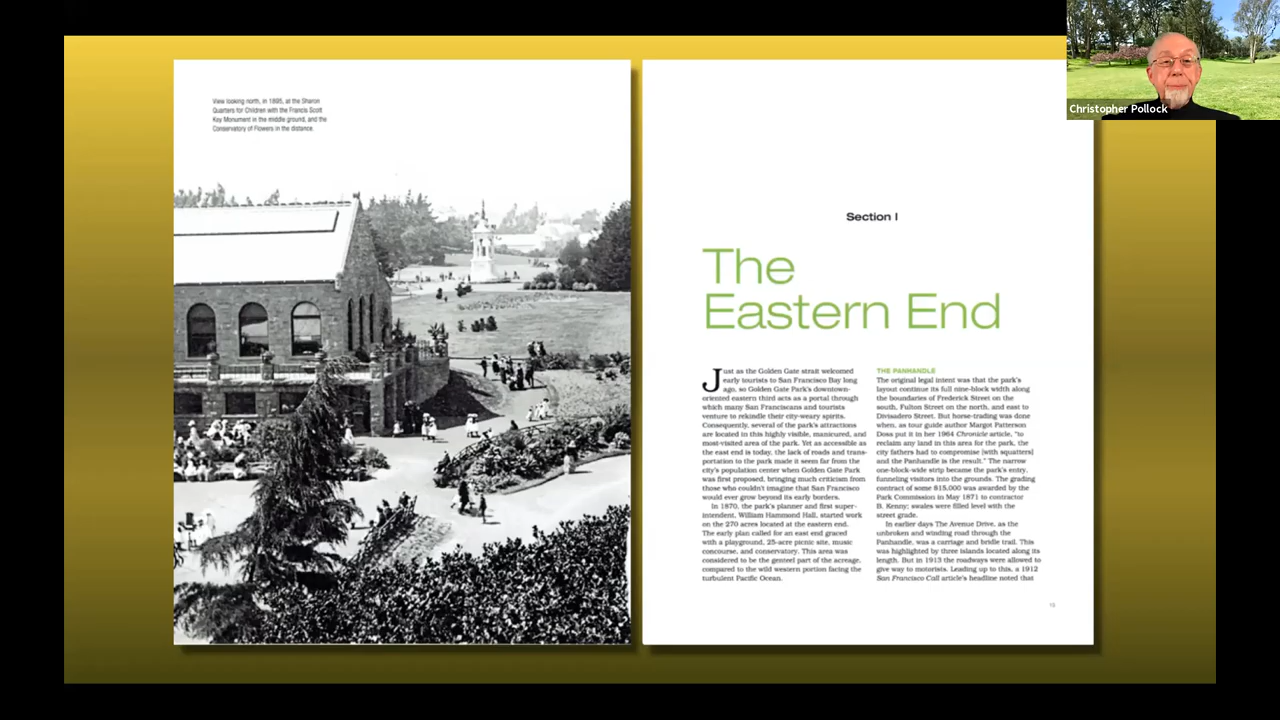 Christopher Pollock
View looking north, in 1895, at the Sharon
Quarters for Children with the Francis Scott
Key Monument in the middle ground, and the
Conservatory of Flowers in the distance.
Section I
The
Eastern End
Just as the Golden Gate strait welcomed
early tourists to San Francisco Bay long
ago, so Golden Gate Park's downtown-
oriented eastern third acts as a portal through
which many San Franciscans and tourists
venture to rekindle their city-weary spirits.
Consequently, several of the park's attractions
are located in this highly visible, manicured, and
most-visited area of the park. Yet as accessible as
the east end is today, the lack of roads and trans-
portation to the park made it seem far from the
city's population center when Golden Gate Park
was first proposed, bringing much criticism from
those who couldn't imagine that San Francisco
would ever grow beyond its early borders.
In 1870, the park's planner and first super-
intendent, William Hammond Hall, started work
on the 270 acres located at the eastern end.
The early plan called for an east end graced
with a playground, 25-acre picnic site, music
concourse, and conservatory. This area was
considered to be the genteel part of the acreage,
compared to the wild western portion facing the
turbulent Pacific Ocean.
THE PANHANDLE
The original legal intent was that the park's
layout continue its full nine-block width along
the boundaries of Frederick Street on the
south, Fulton Street on the north, and east to
Divisadero Street. But horse-trading was done
when, as tour guide author Margot Patterson
Doss put it in her 1964 Chronicle article, "to
reclaim any land in this area for the park, the
city fathers had to compromise [with squatters]
and the Panhandle is the result." The narrow
one-block-wide strip became the park's entry,
funneling visitors into the grounds. The grading
contract of some $15,000 was awarded by the
Park Commission in May 1871 to contractor
B. Kenny; swales were filled level with the
street grade.
In earlier days The Avenue Drive, as the
unbroken and winding road through the
Panhandle, was a carriage and bridle trail. This
was highlighted by three islands located along its
length. But in 1913 the roadways were allowed to
give way to motorists. Leading up to this, a 1912
San Francisco Call article's headline noted that